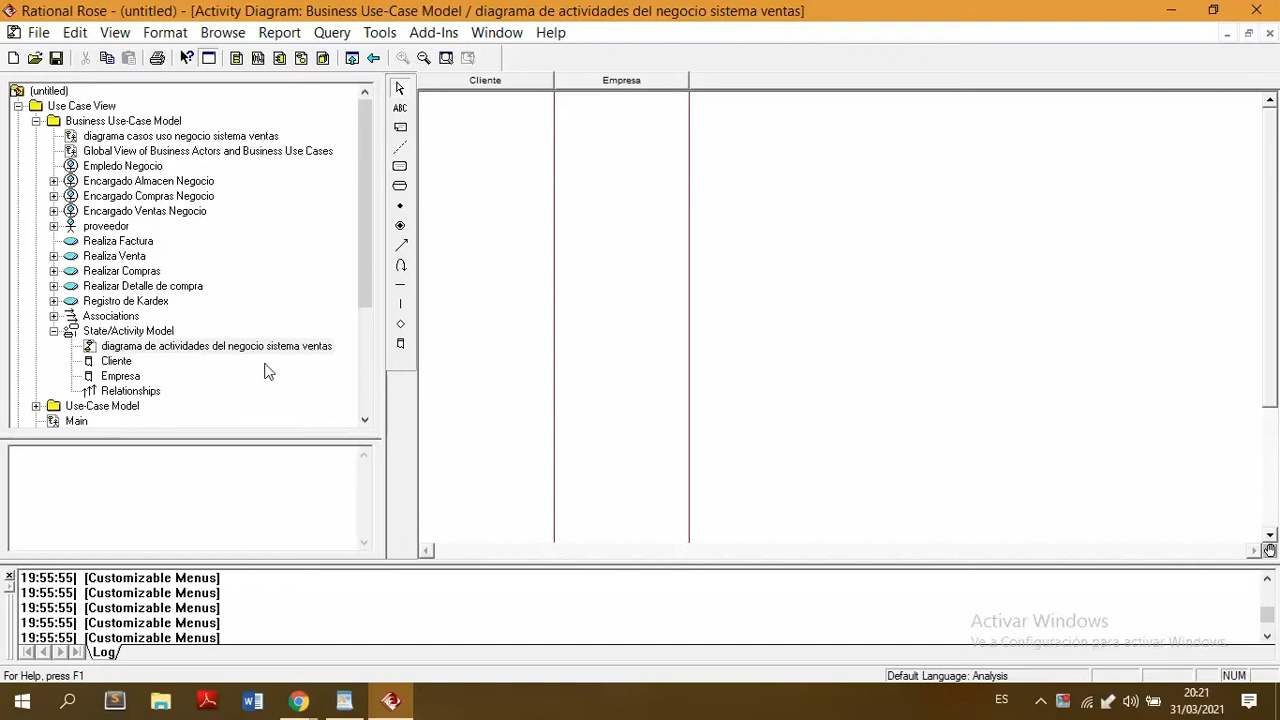 Rational Rose - (untitled) - [Activity Diagram: Business Use-Case Model / diagrama de actividades del negocio sistema ventas]
File Edit View Format Browse Report Query Tools Add-Ins Window Help
(untitled)
Use Case View
Business Use-Case Model
diagrama casos uso negocio sistema ventas
Global View of Business Actors and Business Use Cases
Empledo Negocio
Encargado Almacen Negocio
Encargado Compras Negocio
Encargado Ventas Negocio
proveedor
Realiza Factura
Realiza Venta
Realizar Compras
Realizar Detalle de compra
Registro de Kardex
Associations
State/Activity Model
diagrama de actividades del negocio sistema ventas
Cliente
Empresa
Relationships
Use-Case Model
Main
ABC
Cliente Empresa
19:55:55| [Customizable Menus]
19:55:55| [Customizable Menus]
19:55:55| [Customizable Menus]
19:55:55| [Customizable Menus]
19:55:55| [Customizable Menus]
Log
Activar Windows
Ve a Configuración para activar Windows.
For Help, press F1
Default Language: Analysis
NUM
ES
20:21
31/03/2021